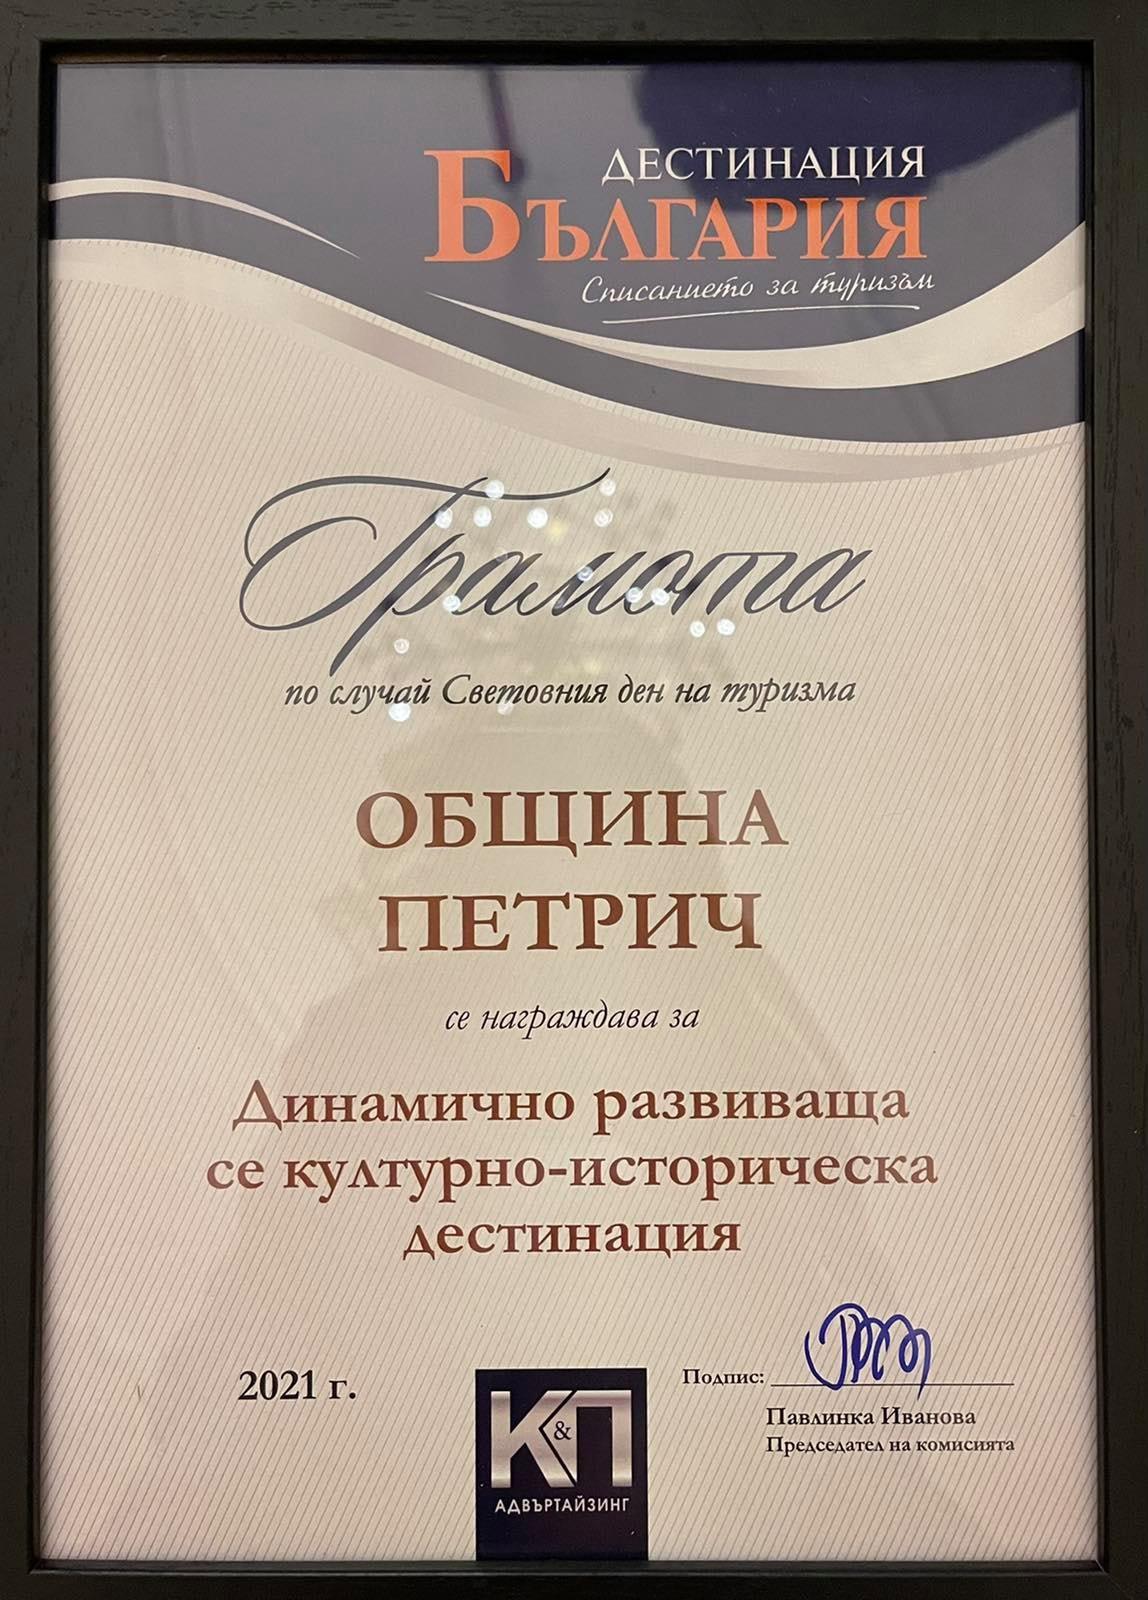 ДЕСТИНАЦИЯ
БЪЛГАРИЯ
Списанието за туризъм
Грамота
по случай Световния ден на туризма
ОБЩИНА
ПЕТРИЧ
се награждава за
Динамично развиваща
се културно-историческа
дестинация
2021 г.
Подпис:
Павлинка Иванова
Председател на комисията
К&П
АДВЪРТАЙЗИНГ